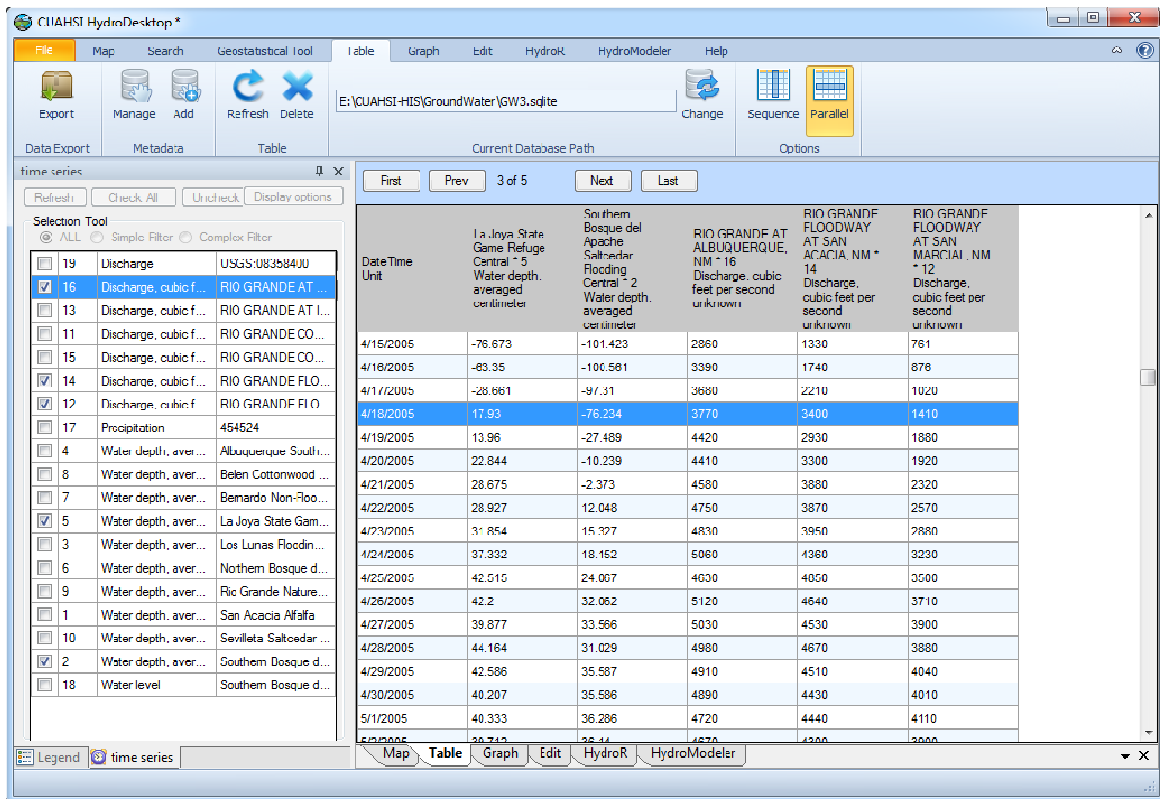 CUAHSI HydroDesktop *
File Map Search Geostatistical Tool Table Graph Edit HydroR HydroModeler Help
Export Manage Add Refresh Delete E:\CUAHSI-HIS\GroundWater\GW3.sqlite Change Sequence Parallel
Data Export Metadata Table Current Database Path Options
time series
Refresh Check All Uncheck Display options
Selection Tool
ALL Simple Filter Complex Filter
19 Discharge USGS:08358400
16 Discharge, cubic f... RIO GRANDE AT ...
13 Discharge, cubic f... RIO GRANDE AT I...
11 Discharge, cubic f... RIO GRANDE CO...
15 Discharge, cubic f... RIO GRANDE CO...
14 Discharge, cubic f... RIO GRANDE FLO...
12 Discharge, cubic f... RIO GRANDE FLO...
17 Precipitation 454524
4 Water depth, aver... Albuquerque South...
8 Water depth, aver... Belen Cottonwood ...
7 Water depth, aver... Bernardo Non-Floo...
5 Water depth, aver... La Joya State Gam...
3 Water depth, aver... Los Lunas Floodin...
6 Water depth, aver... Nothern Bosque d...
9 Water depth, aver... Rio Grande Nature...
1 Water depth, aver... San Acacia Alfalfa
10 Water depth, aver... Sevilleta Saltcedar ...
2 Water depth, aver... Southern Bosque d...
18 Water level Southern Bosque d...
Legend time series
First Prev 3 of 5 Next Last
DateTime
Unit
La Joya State
Game Refuge
Central * 5
Water depth,
averaged
centimeter
Southern
Bosque del
Apache
Saltcedar
Flooding
Central * 2
Water depth,
averaged
centimeter
RIO GRANDE AT
ALBUQUERQUE,
NM * 16
Discharge, cubic
feet per second
unknown
RIO GRANDE
FLOODWAY
AT SAN
ACACIA, NM *
14
Discharge,
cubic feet per
second
unknown
RIO GRANDE
FLOODWAY
AT SAN
MARCIAL, NM
* 12
Discharge,
cubic feet per
second
unknown
4/15/2005 -76.673 -101.423 2860 1330 761
4/16/2005 -63.35 -100.561 3390 1740 876
4/17/2005 -28.661 -97.31 3680 2210 1020
4/18/2005 17.93 -76.234 3770 3400 1410
4/19/2005 13.96 -27.489 4420 2930 1880
4/20/2005 22.844 -10.239 4410 3300 1920
4/21/2005 28.675 -2.373 4580 3880 2320
4/22/2005 28.927 12.048 4750 3870 2570
4/23/2005 31.854 15.327 4830 3950 2880
4/24/2005 37.332 18.152 5060 4360 3230
4/25/2005 42.515 24.067 4630 4850 3500
4/26/2005 42.2 32.062 5120 4640 3710
4/27/2005 39.877 33.566 5030 4530 3900
4/28/2005 44.164 31.029 4980 4670 3880
4/29/2005 42.586 35.587 4910 4510 4040
4/30/2005 40.207 35.586 4890 4430 4010
5/1/2005 40.333 36.286 4720 4440 4110
Map Table Graph Edit HydroR HydroModeler